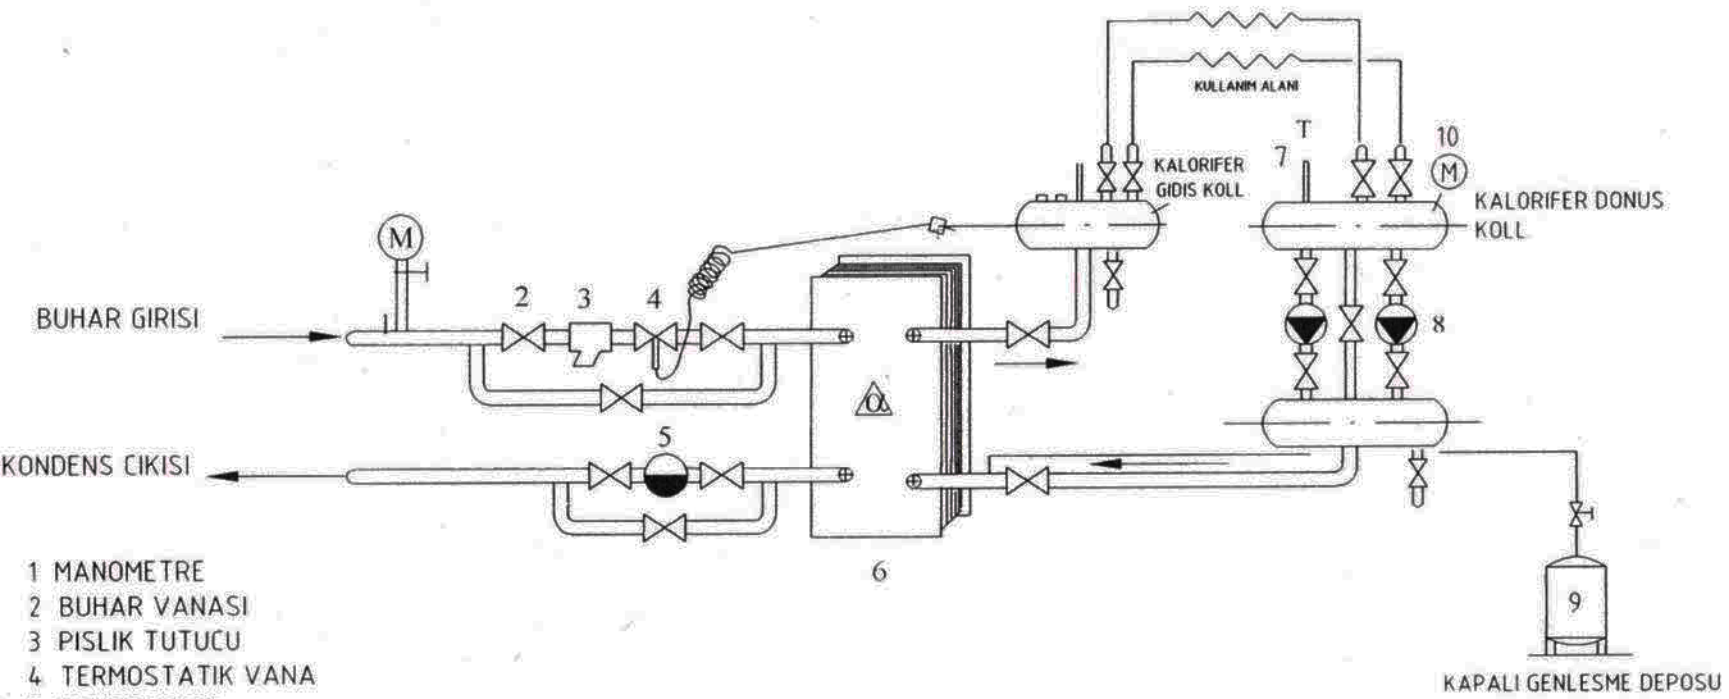 KULLANIM ALANI
T
7
10
M
KALORIFER
GIDIS KOLL
KALORIFER DONUS
KOLL
M
BUHAR GIRISI
2
3
4
8
α
KONDENS CIKISI
5
6
9
1 MANOMETRE
2 BUHAR VANASI
3 PISLIK TUTUCU
4 TERMOSTATIK VANA
KAPALI GENLESME DEPOSU